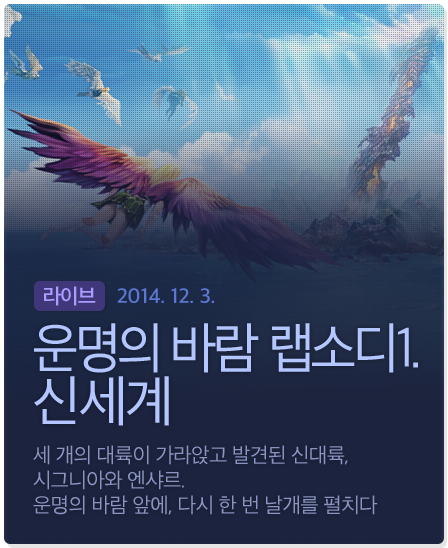 라이브 2014. 12. 3.
운명의 바람 랩소디1.
신세계
세 개의 대륙이 가라앉고 발견된 신대륙,
시그니아와 엔샤르.
운명의 바람 앞에, 다시 한 번 날개를 펼치다